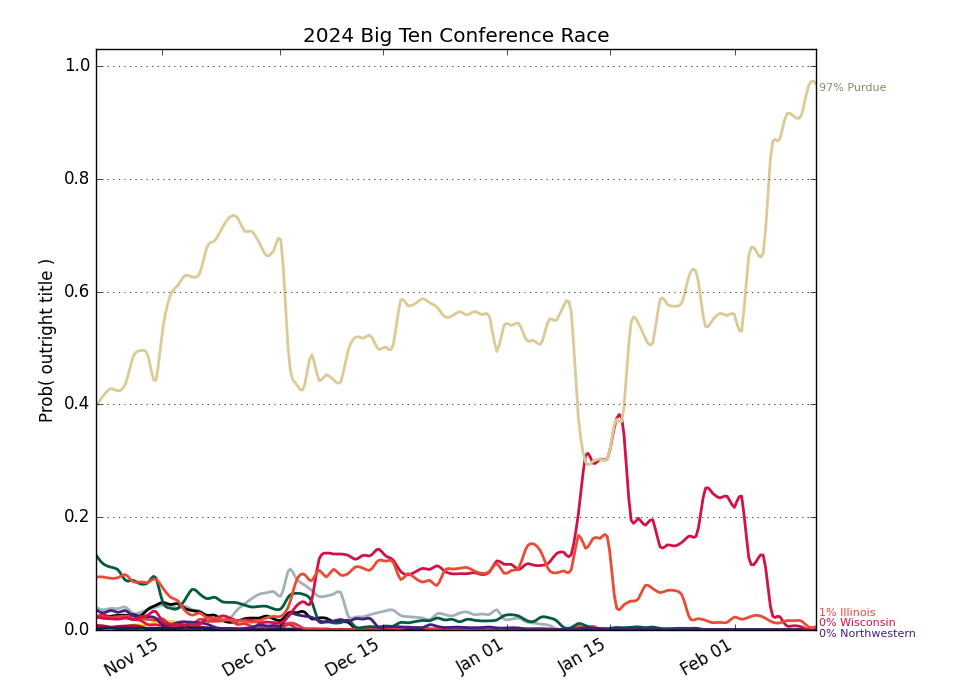 2024 Big Ten Conference Race
Prob( outright title )
1.0
0.8
0.6
0.4
0.2
0.0
97% Purdue
1% Illinois
0% Wisconsin
0% Northwestern
Nov 15
Dec 01
Dec 15
Jan 01
Jan 15
Feb 01